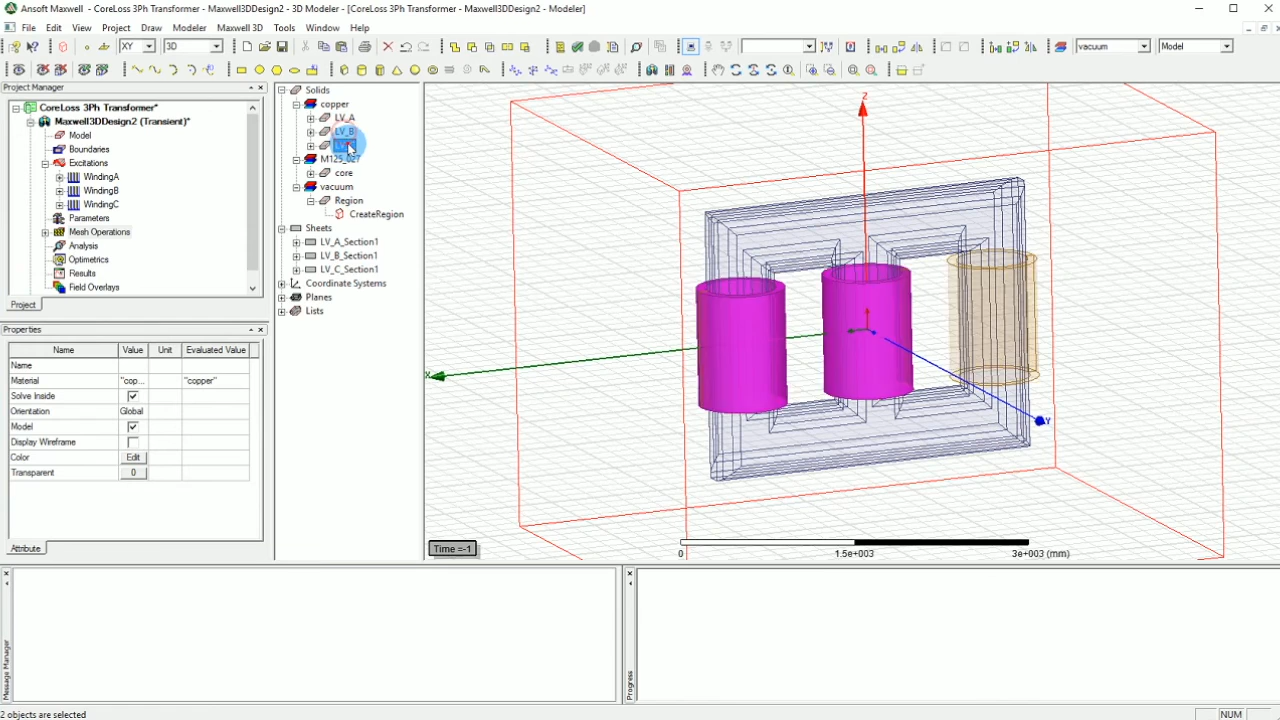 Ansoft Maxwell - CoreLoss 3Ph Transformer - Maxwell3DDesign2 - 3D Modeler - [CoreLoss 3Ph Transformer - Maxwell3DDesign2 - Modeler]
File Edit View Project Draw Modeler Maxwell 3D Tools Window Help
XY 3D vacuum Model
Project Manager
CoreLoss 3Ph Transformer*
Maxwell3DDesign2 (Transient)*
Model
Boundaries
Excitations
WindingA
WindingB
WindingC
Parameters
Mesh Operations
Analysis
Optimetrics
Results
Field Overlays
Project
Properties
Name Value Unit Evaluated Value
Name
Material "cop... "copper"
Solve Inside
Orientation Global
Model
Display Wireframe
Color Edit
Transparent 0
Attribute
Solids
copper
LV_A
LV_B
M125_027
core
vacuum
Region
CreateRegion
Sheets
LV_A_Section1
LV_B_Section1
LV_C_Section1
Coordinate Systems
Planes
Lists
Z
X
Y
Time =-1
0 1.5e+003 3e+003 (mm)
Message Manager
Progress
2 objects are selected
NUM